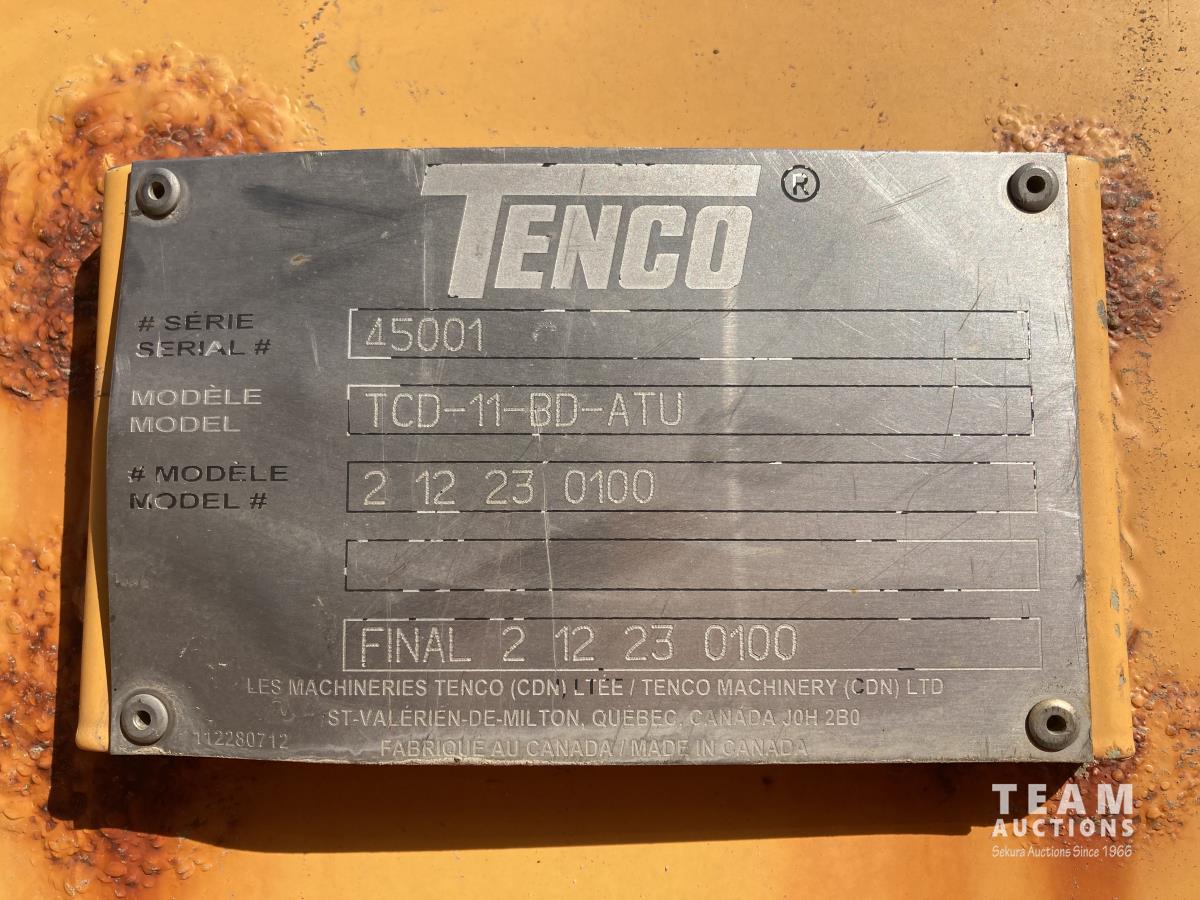 TENCO ®
# SÉRIE
SERIAL #
45001
MODÈLE
MODEL
TCD-11-BD-ATU
# MODÈLE
MODEL #
2 12 23 0100
FINAL 2 12 23 0100
LES MACHINERIES TENCO (CDN) LTÉE / TENCO MACHINERY (CDN) LTD
ST-VALÉRIEN-DE-MILTON, QUÉBEC, CANADA J0H 2B0
112280712
FABRIQUÉ AU CANADA / MADE IN CANADA
TEAM
AUCTIONS
Sekura Auctions Since 1966